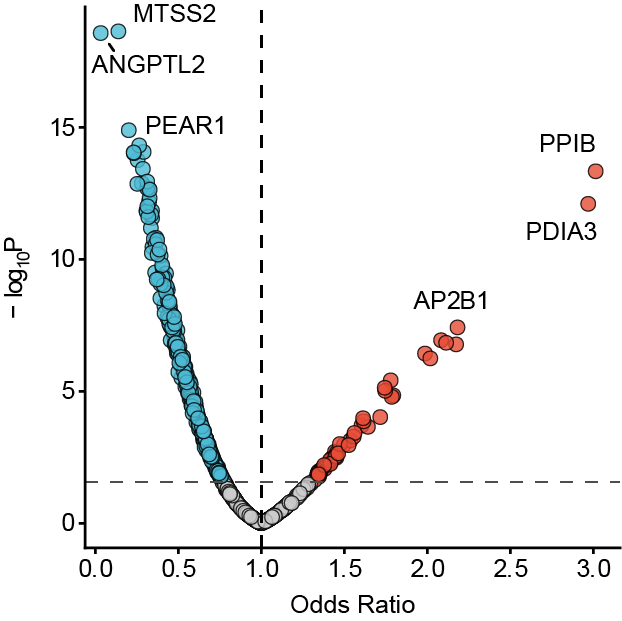 MTSS2
ANGPTL2
PEAR1
PPIB
PDIA3
AP2B1
15
10
5
0
− log10P
0.0 0.5 1.0 1.5 2.0 2.5 3.0
Odds Ratio